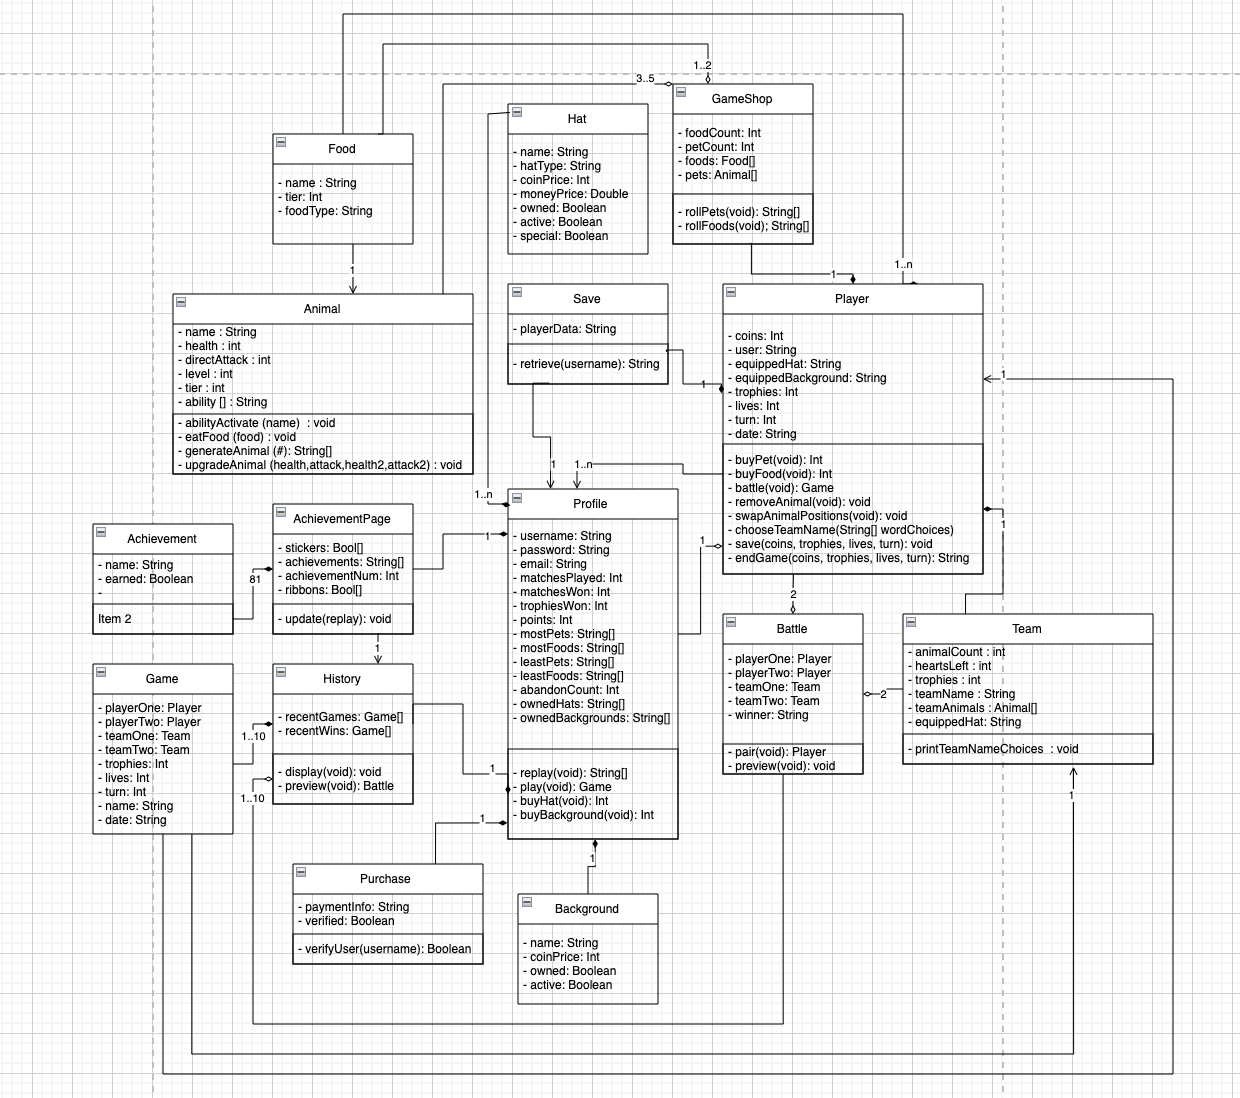 1..2
3..5
GameShop
- foodCount: Int
- petCount: Int
- foods: Food[]
- pets: Animal[]
- rollPets(void): String[]
- rollFoods(void); String[]
Hat
- name: String
- hatType: String
- coinPrice: Int
- moneyPrice: Double
- owned: Boolean
- active: Boolean
- special: Boolean
Food
- name : String
- tier: Int
- foodType: String
1
1
1..n
Animal
- name : String
- health : int
- directAttack : int
- level : int
- tier : int
- ability [] : String
- abilityActivate (name)  : void
- eatFood (food) : void
- generateAnimal (#): String[]
- upgradeAnimal (health,attack,health2,attack2) : void
Save
- playerData: String
- retrieve(username): String
1
Player
- coins: Int
- user: String
- equippedHat: String
- equippedBackground: String
- trophies: Int
- lives: Int
- turn: Int
- date: String
- buyPet(void): Int
- buyFood(void): Int
- battle(void): Game
- removeAnimal(void): void
- swapAnimalPositions(void): void
- chooseTeamName(String[] wordChoices)
- save(coins, trophies, lives, turn): void
- endGame(coins, trophies, lives, turn): String
1
1
1..n
1..n
1
1
Achievement
- name: String
- earned: Boolean
-
Item 2
81
AchievementPage
- stickers: Bool[]
- achievements: String[]
- achievementNum: Int
- ribbons: Bool[]
- update(replay): void
1
1
Profile
- username: String
- password: String
- email: String
- matchesPlayed: Int
- matchesWon: Int
- trophiesWon: Int
- points: Int
- mostPets: String[]
- mostFoods: String[]
- leastPets: String[]
- leastFoods: String[]
- abandonCount: Int
- ownedHats: String[]
- ownedBackgrounds: String[]
- replay(void): String[]
- play(void): Game
- buyHat(void): Int
- buyBackground(void): Int
2
Battle
- playerOne: Player
- playerTwo: Player
- teamOne: Team
- teamTwo: Team
- winner: String
- pair(void): Player
- preview(void): void
2
Team
- animalCount : int
- heartsLeft : int
- trophies : int
- teamName : String
- teamAnimals : Animal[]
- equippedHat: String
- printTeamNameChoices  : void
1
Game
- playerOne: Player
- playerTwo: Player
- teamOne: Team
- teamTwo: Team
- trophies: Int
- lives: Int
- turn: Int
- name: String
- date: String
1..10
1..10
History
- recentGames: Game[]
- recentWins: Game[]
- display(void): void
- preview(void): Battle
1
1
1
Purchase
- paymentInfo: String
- verified: Boolean
- verifyUser(username): Boolean
Background
- name: String
- coinPrice: Int
- owned: Boolean
- active: Boolean